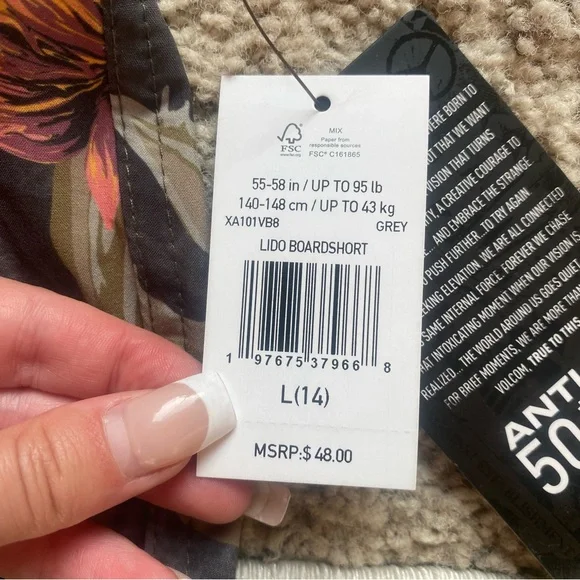 FSC
www.fsc.org
MIX
Paper from
responsible sources
FSC® C161865
55-58 in / UP TO 95 lb
140-148 cm / UP TO 43 kg
XA101VB8 GREY
LIDO BOARDSHORT
1 97675 37966 8
L(14)
MSRP:$ 48.00
WERE BORN TO
THAT WE WANT
VISION THAT TURNS
A CREATIVE COURAGE TO
AND EMBRACE THE STRANGE
PUSH FURTHER...TO TRY AGAIN
ELEVATION. WE ARE ALL CONNECTED
SAME INTERNAL FORCE. FOREVER WE CHASE
THAT INTOXICATING MOMENT WHEN OUR VISION IS
REALIZED... THE WORLD AROUND US GOES QUIET.
FOR BRIEF MOMENTS, WE ARE MORE THAN
VOLCOM, TRUE TO THIS
ANTI
50